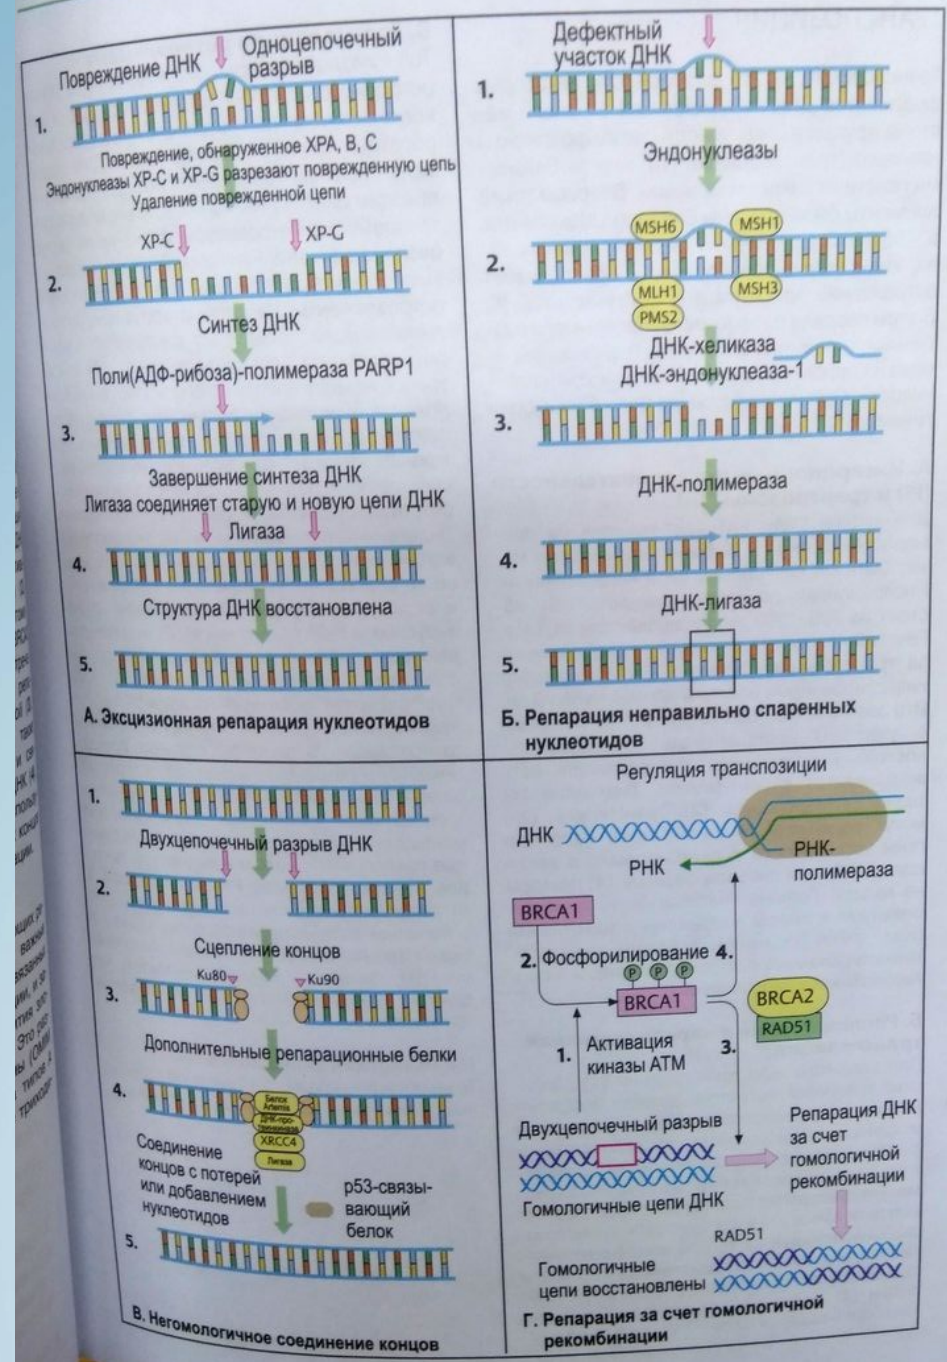 Повреждение ДНК
Одноцепочечный
разрыв
1.
Повреждение, обнаруженное XPA, B, C
Эндонуклеазы XP-C и XP-G разрезают поврежденную цепь
Удаление поврежденной цепи
XP-C
XP-G
2.
Синтез ДНК
Поли(АДФ-рибоза)-полимераза PARP1
3.
Завершение синтеза ДНК
Лигаза соединяет старую и новую цепи ДНК
Лигаза
4.
Структура ДНК восстановлена
5.
А. Эксцизионная репарация нуклеотидов
Дефектный
участок ДНК
1.
Эндонуклеазы
MSH6
MSH1
2.
MLH1
MSH3
PMS2
ДНК-хеликаза
ДНК-эндонуклеаза-1
3.
ДНК-полимераза
4.
ДНК-лигаза
5.
Б. Репарация неправильно спаренных
нуклеотидов
1.
Двухцепочечный разрыв ДНК
2.
Сцепление концов
Ku80
Ku90
3.
Дополнительные репарационные белки
4.
Белок
Artemis
ДНК-про-
теинкиназа
XRCC4
Лигаза
Соединение
концов с потерей
или добавлением
нуклеотидов
р53-связы-
вающий
белок
5.
В. Негомологичное соединение концов
Регуляция транспозиции
ДНК
РНК
РНК-
полимераза
BRCA1
2. Фосфорилирование 4.
P P P
BRCA1
BRCA2
RAD51
1. Активация
киназы АТМ
3.
Двухцепочечный разрыв
Гомологичные цепи ДНК
Репарация ДНК
за счет
гомологичной
рекомбинации
RAD51
Гомологичные
цепи восстановлены
Г. Репарация за счет гомологичной
рекомбинации